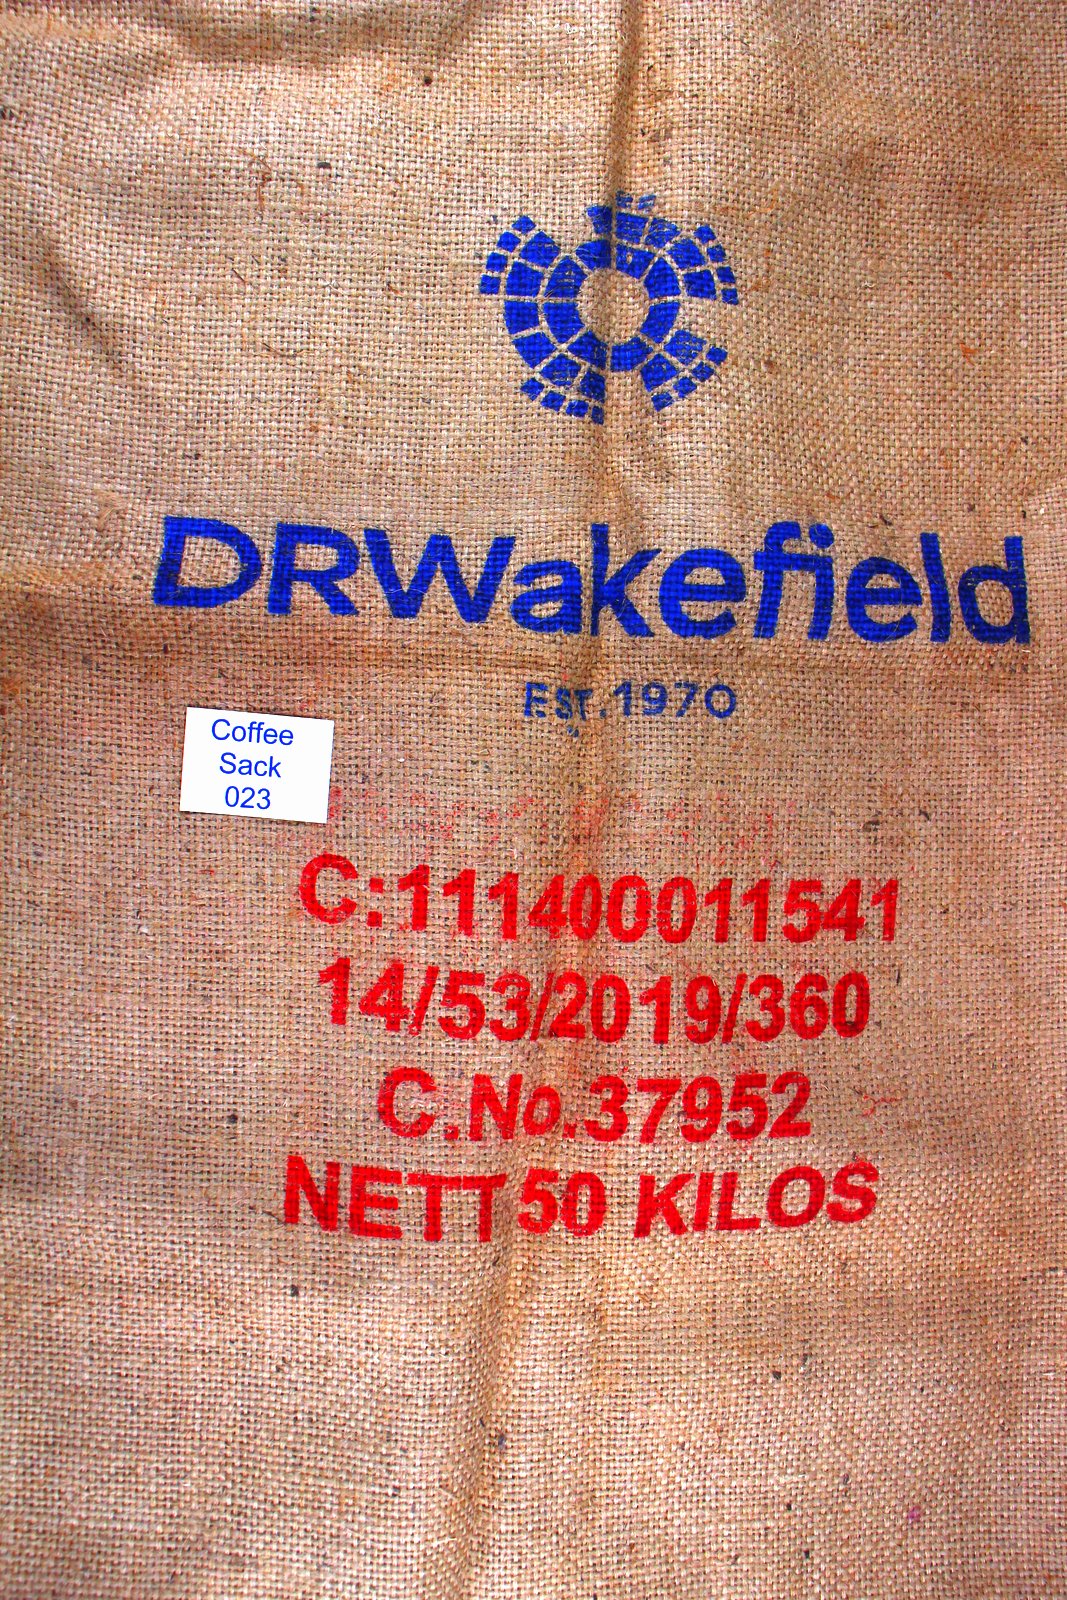 DRWakefield
EST. 1970
Coffee
Sack
023
C:111400011541
14/53/2019/360
C.No.37952
NETT 50 KILOS